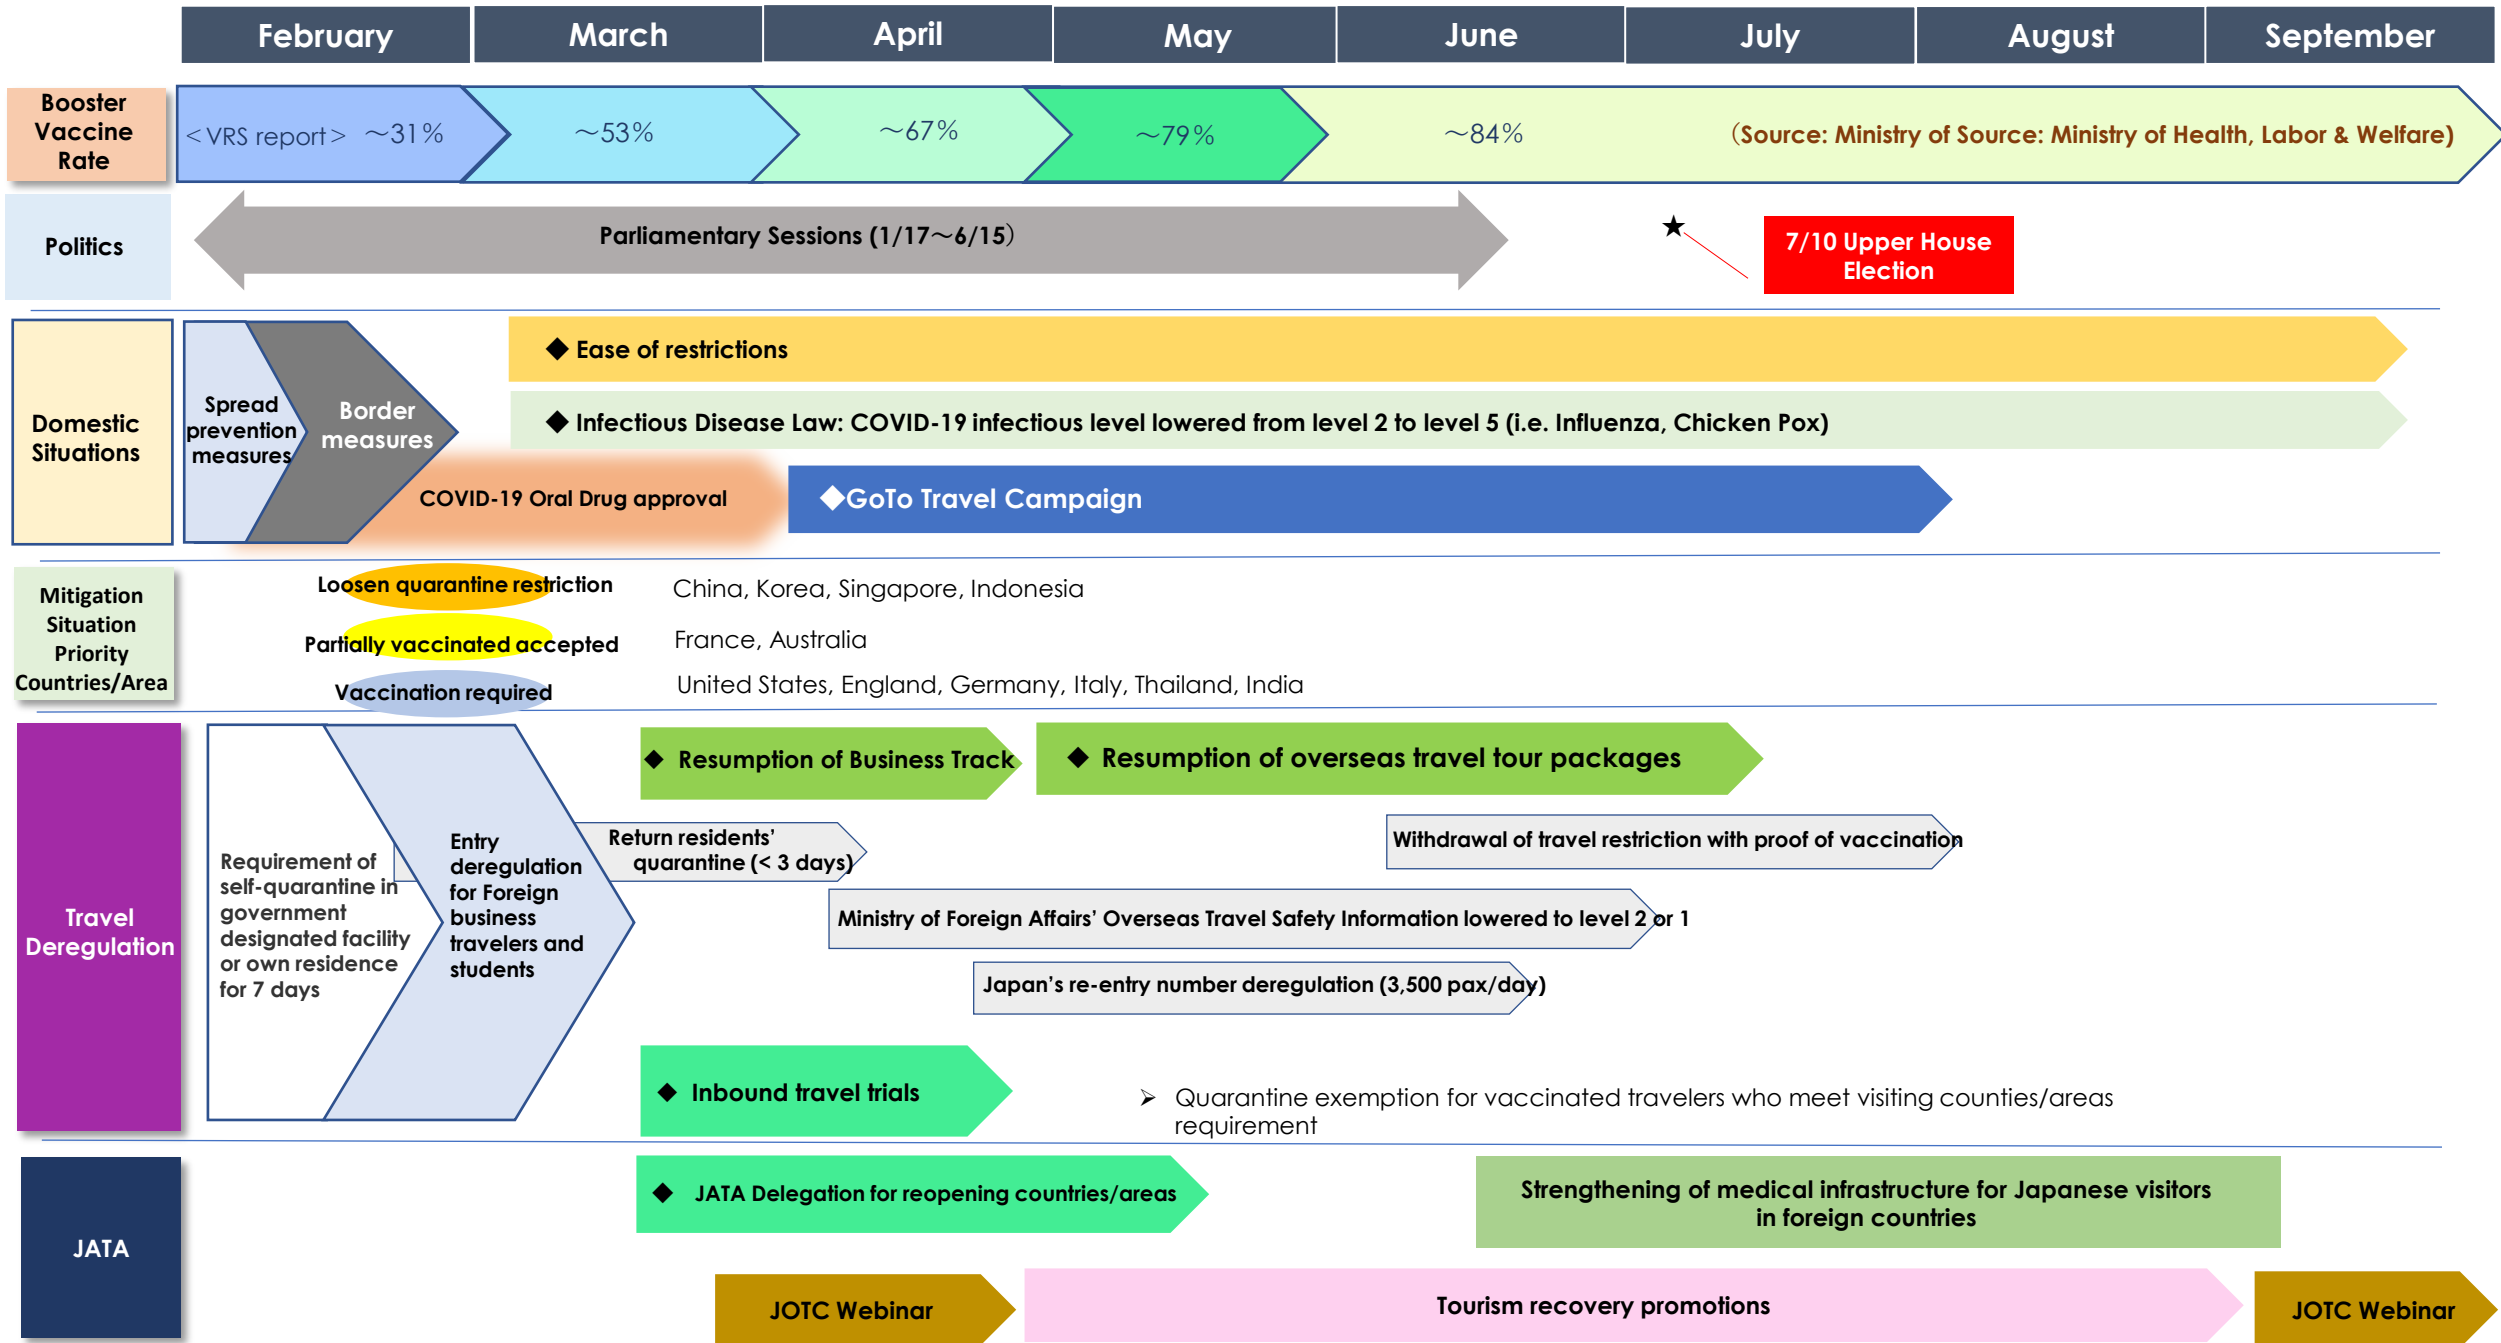 February March April May June July August September
Booster
Vaccine
Rate
<VRS report> ～31% ～53% ～67% ～79% ～84% （Source: Ministry of Source: Ministry of Health, Labor & Welfare)
Politics
Parliamentary Sessions (1/17～6/15）
★
7/10 Upper House
Election
Domestic
Situations
Spread
prevention
measures
Border
measures
◆ Ease of restrictions
◆ Infectious Disease Law: COVID-19 infectious level lowered from level 2 to level 5 (i.e. Influenza, Chicken Pox)
COVID-19 Oral Drug approval
◆GoTo Travel Campaign
Mitigation
Situation
Priority
Countries/Area
Loosen quarantine restriction China, Korea, Singapore, Indonesia
Partially vaccinated accepted France, Australia
Vaccination required United States, England, Germany, Italy, Thailand, India
Travel
Deregulation
Requirement of
self-quarantine in
government
designated facility
or own residence
for 7 days
Entry
deregulation
for Foreign
business
travelers and
students
◆ Resumption of Business Track
◆ Resumption of overseas travel tour packages
Return residents’
quarantine (< 3 days)
Withdrawal of travel restriction with proof of vaccination
Ministry of Foreign Affairs’ Overseas Travel Safety Information lowered to level 2 or 1
Japan’s re-entry number deregulation (3,500 pax/day)
◆ Inbound travel trials
➢ Quarantine exemption for vaccinated travelers who meet visiting counties/areas
requirement
JATA
◆ JATA Delegation for reopening countries/areas
Strengthening of medical infrastructure for Japanese visitors
in foreign countries
JOTC Webinar
Tourism recovery promotions
JOTC Webinar